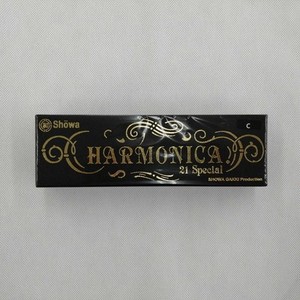 Shōwa
C
HARMONICA
21 Special
SHOWA GAKKI Production